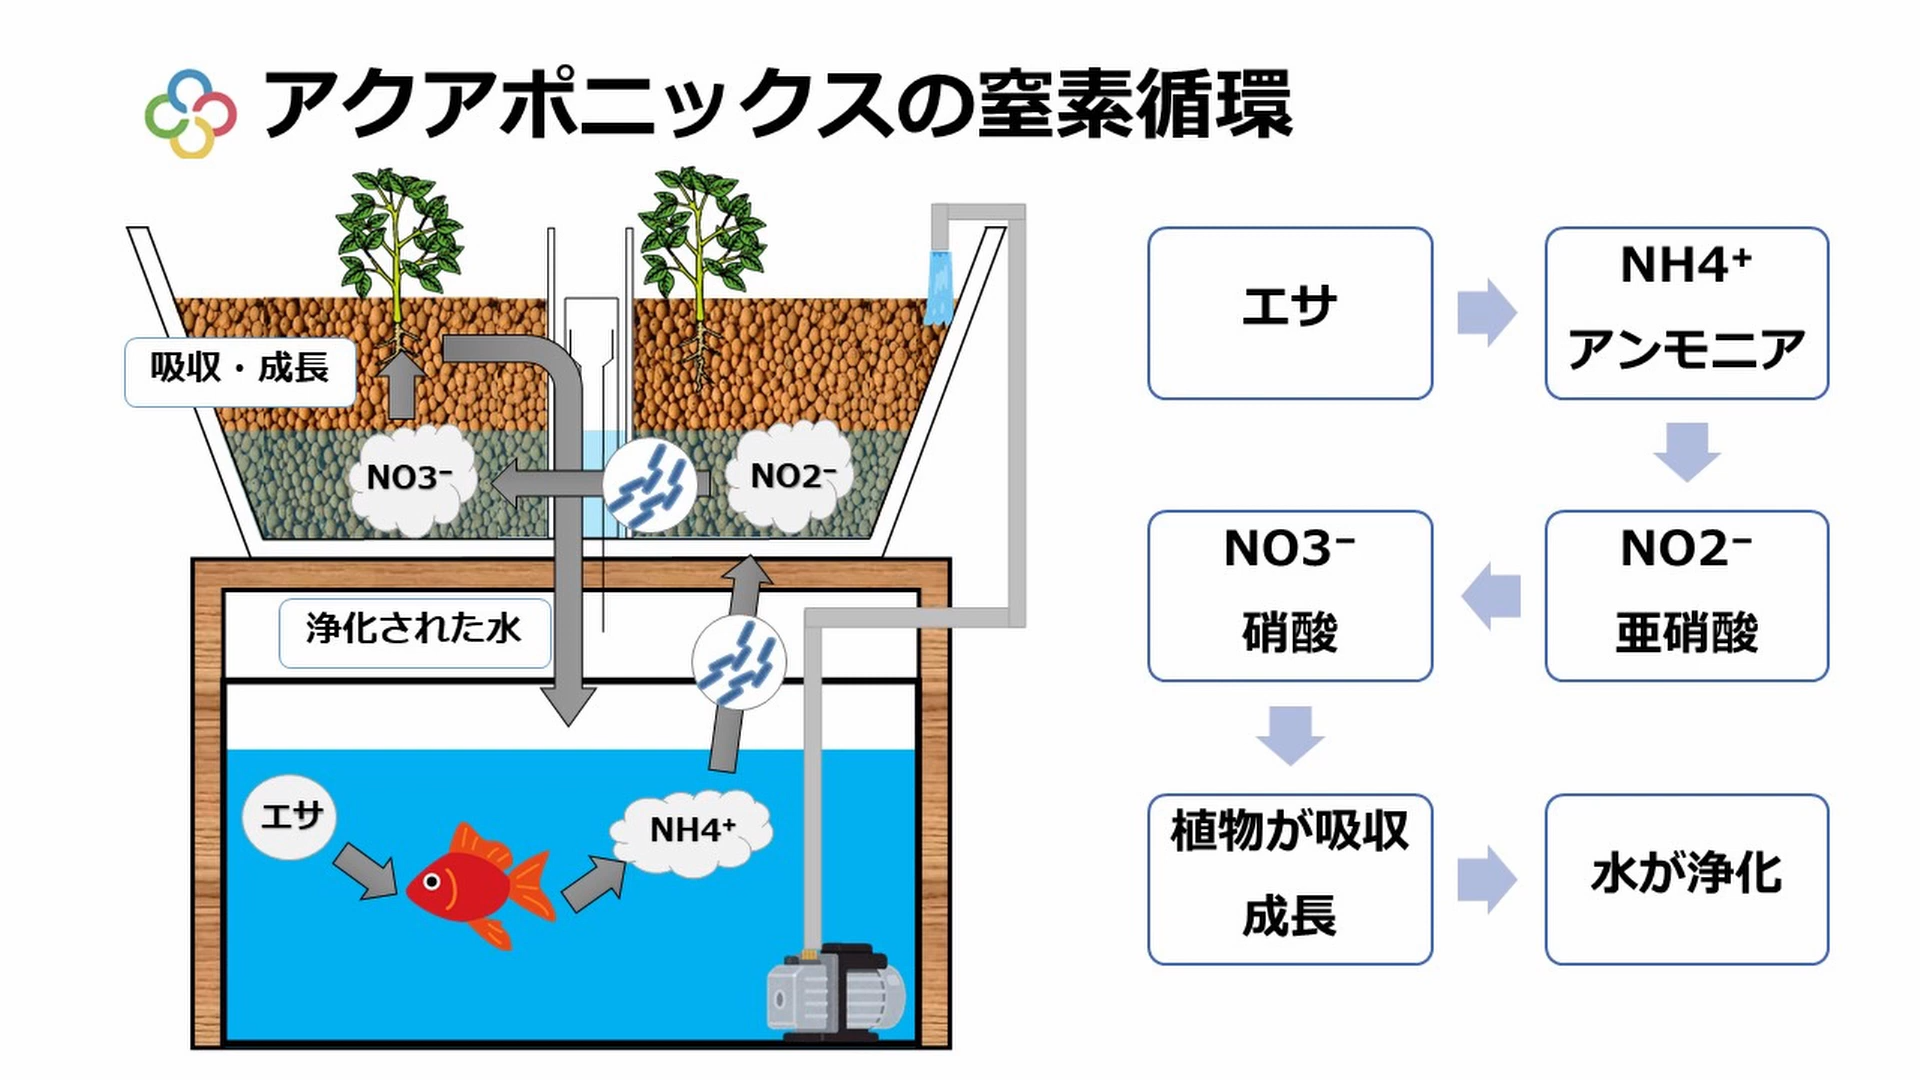 アクアポニックスの窒素循環
吸収・成長
NO3⁻
NO2⁻
浄化された水
エサ
NH4⁺
エサ
NH4⁺
アンモニア
NO2⁻
亜硝酸
NO3⁻
硝酸
植物が吸収
成長
水が浄化